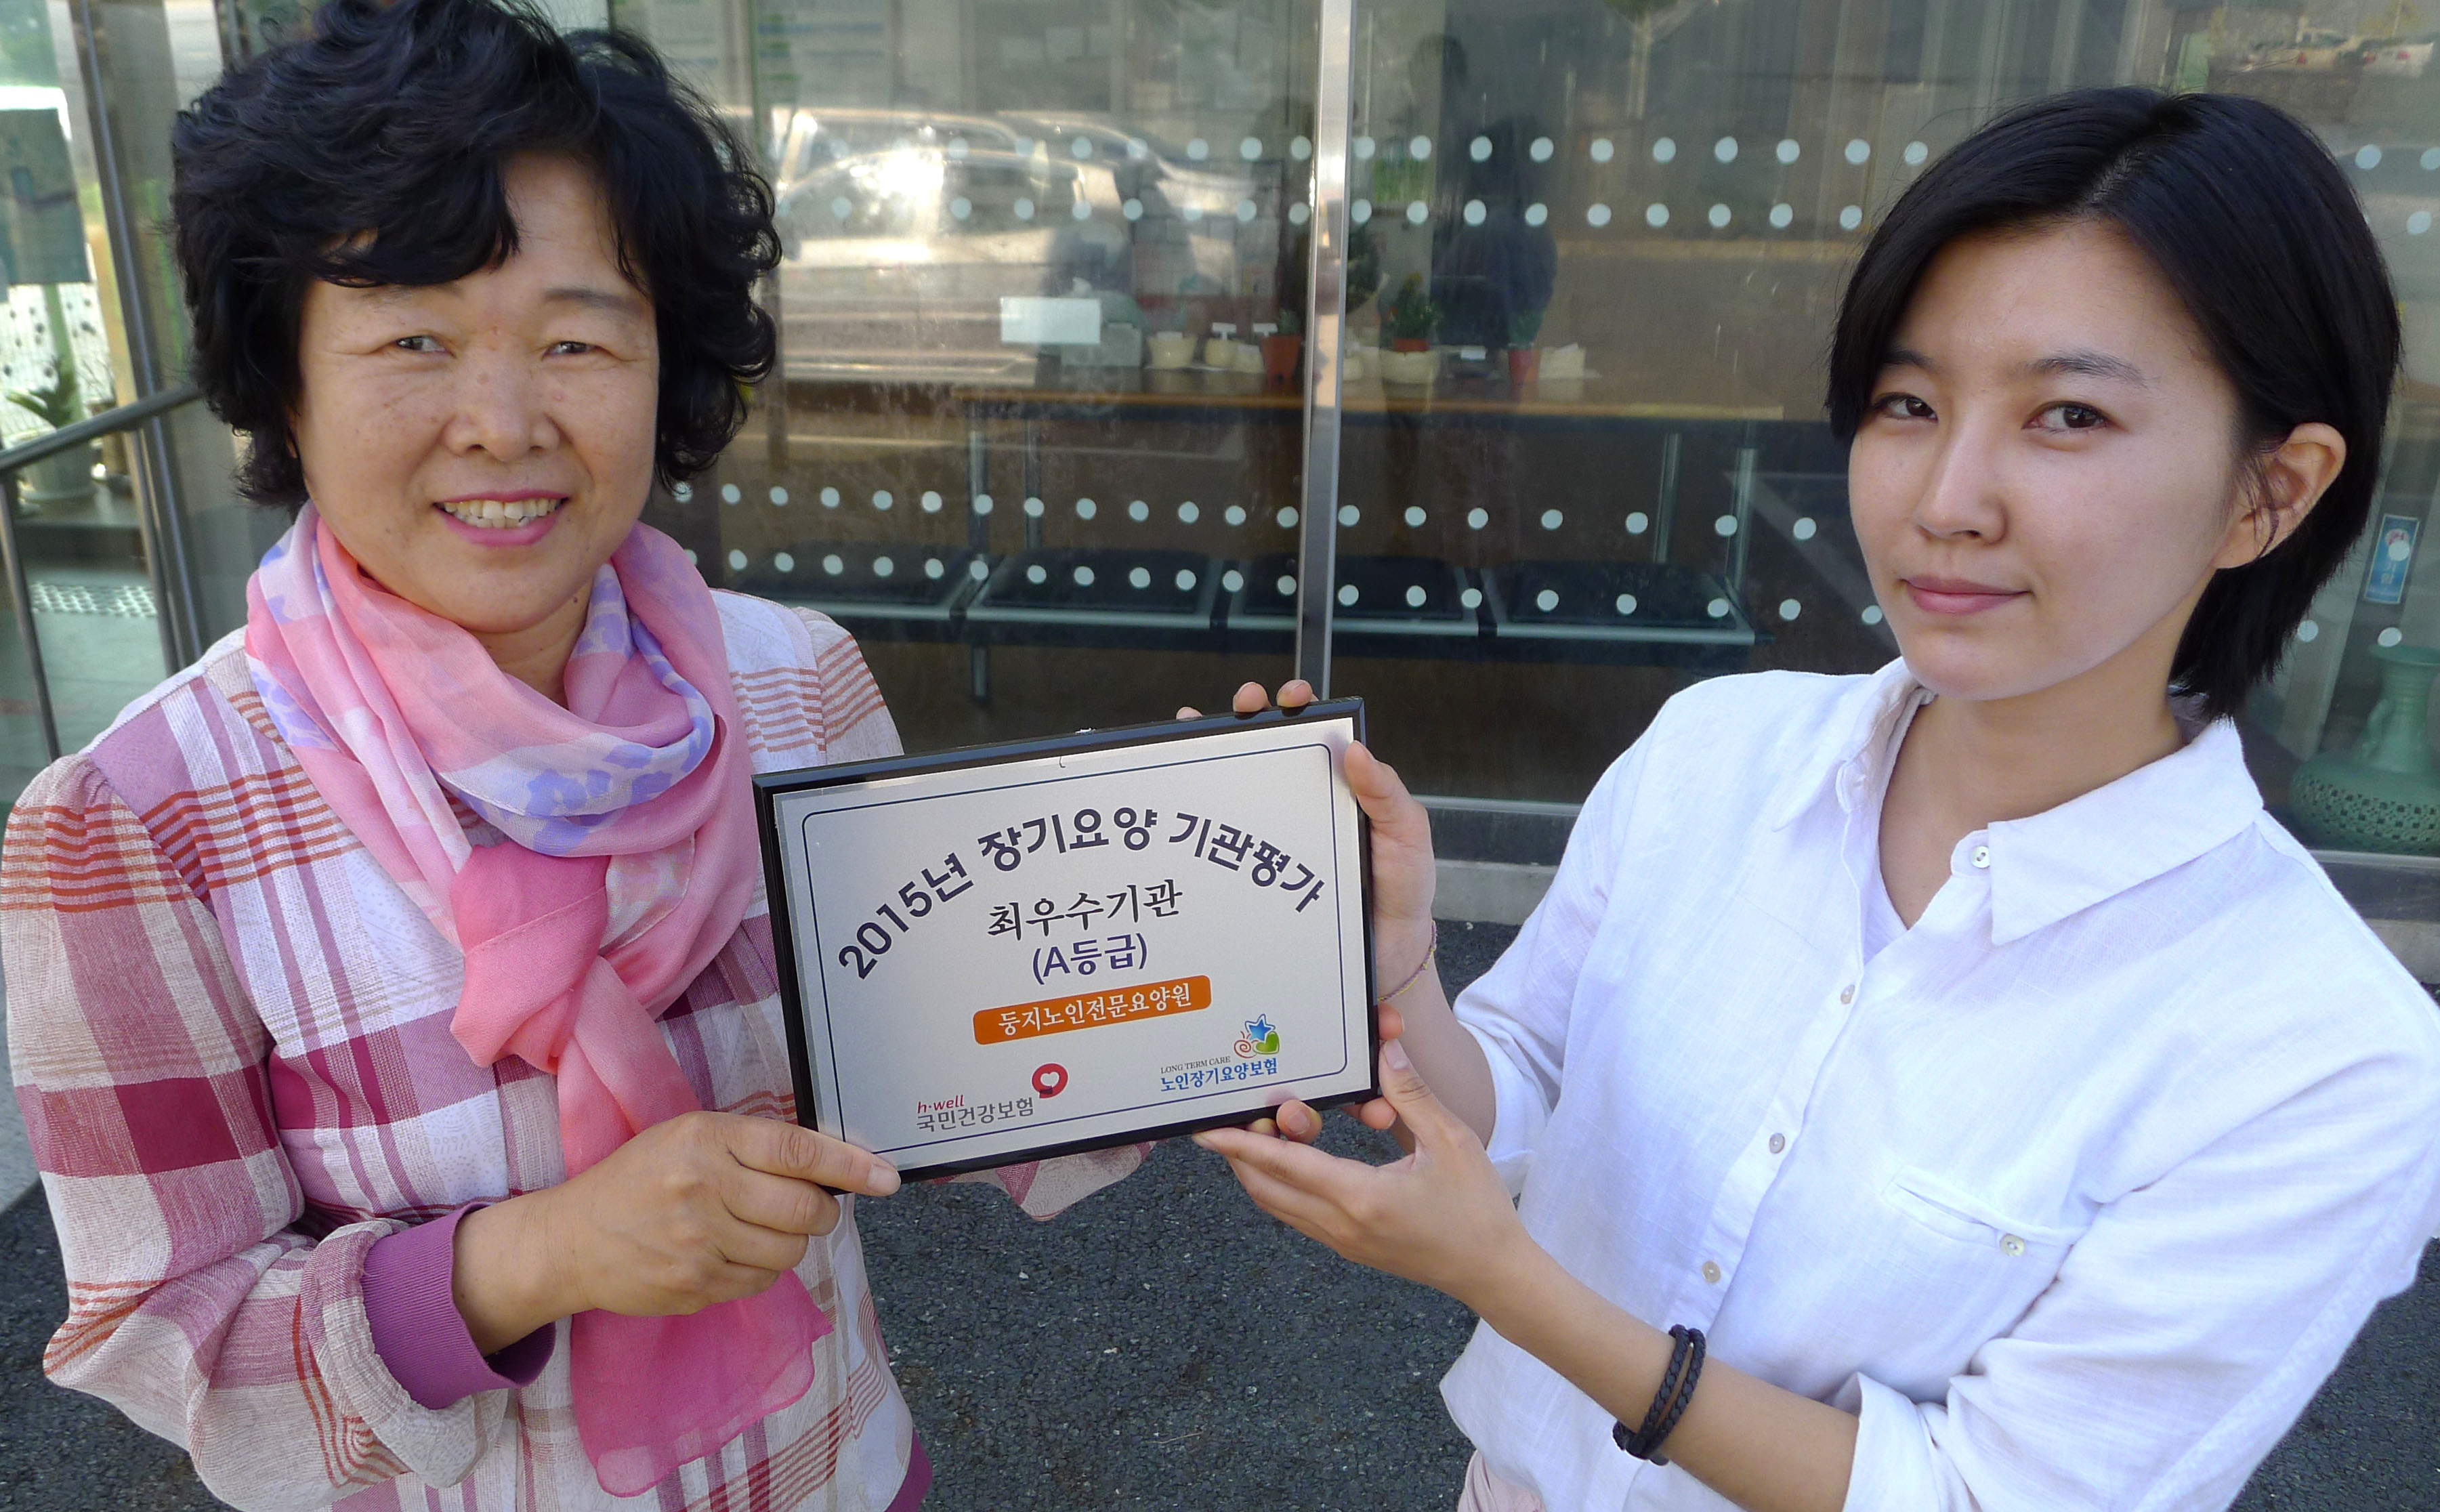 2015년 장기요양 기관평가
최우수기관
(A등급)
둥지노인전문요양원
h·well
국민건강보험
LONG TERM CARE
노인장기요양보험